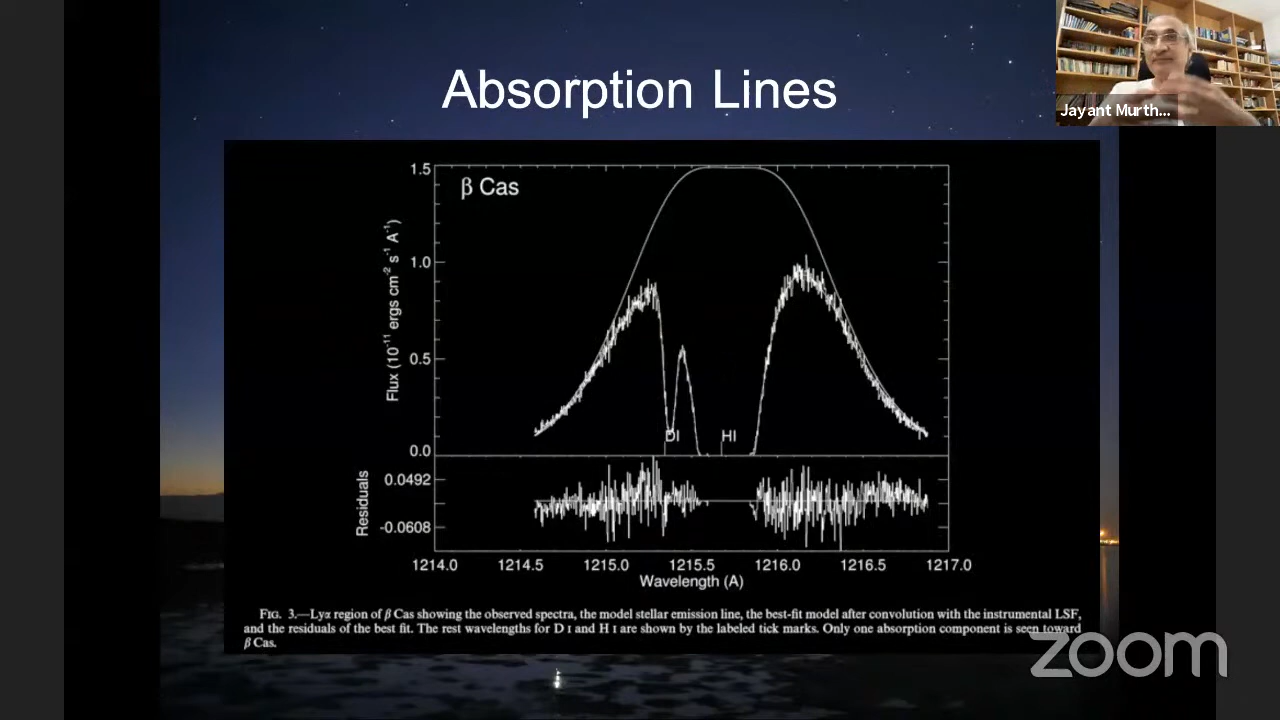 Absorption Lines
Jayant Murth...
β Cas
Flux (10⁻¹¹ ergs cm⁻² s⁻¹ A⁻¹)
1.5
1.0
0.5
0.0
DI HI
Residuals
0.0492
-0.0608
1214.0 1214.5 1215.0 1215.5 1216.0 1216.5 1217.0
Wavelength (A)
FIG. 3.—Lyα region of β Cas showing the observed spectra, the model stellar emission line, the best-fit model after convolution with the instrumental LSF,
and the residuals of the best fit. The rest wavelengths for D I and H I are shown by the labeled tick marks. Only one absorption component is seen toward
β Cas.
zoom